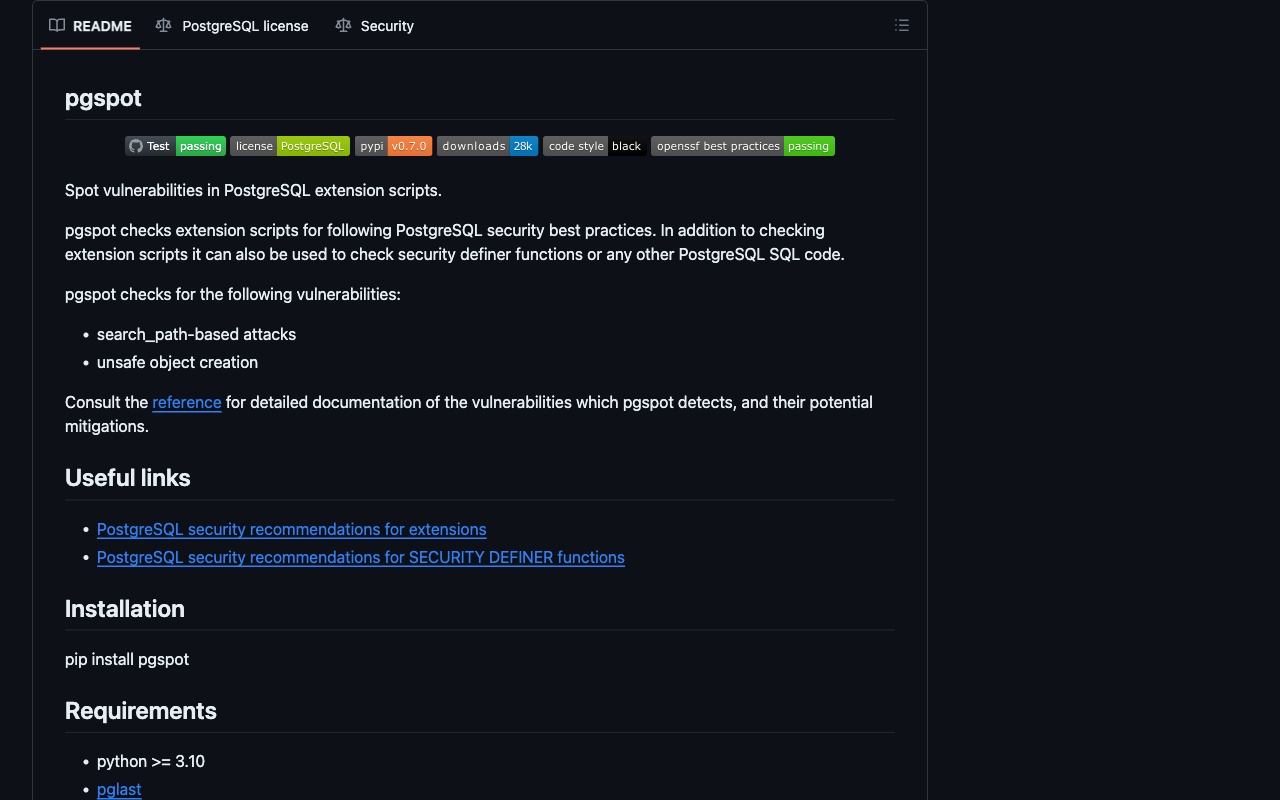 README PostgreSQL license Security
pgspot
Test passing license PostgreSQL pypi v0.7.0 downloads 28k code style black openssf best practices passing
Spot vulnerabilities in PostgreSQL extension scripts.
pgspot checks extension scripts for following PostgreSQL security best practices. In addition to checking
extension scripts it can also be used to check security definer functions or any other PostgreSQL SQL code.
pgspot checks for the following vulnerabilities:
• search_path-based attacks
• unsafe object creation
Consult the reference for detailed documentation of the vulnerabilities which pgspot detects, and their potential
mitigations.
Useful links
• PostgreSQL security recommendations for extensions
• PostgreSQL security recommendations for SECURITY DEFINER functions
Installation
pip install pgspot
Requirements
• python >= 3.10
• pglast